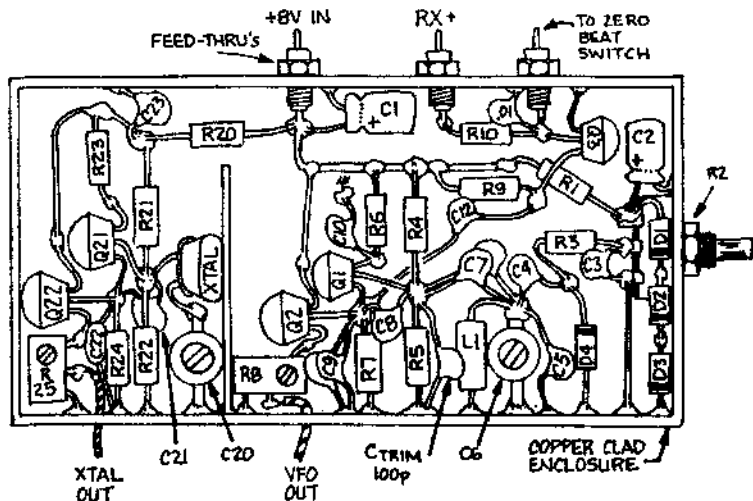 +8V IN
RX+
TO ZERO
BEAT
SWITCH
FEED-THRU's
C23
R20
C1
+
D1
R10
Q3
C2
+
R2
R23
R21
R6
R4
R9
R1
C12
C10
Q21
XTAL
Q1
C7
C4
R3
C3
D1
Q22
Q2
C8
D2
R25
C22
R24
R22
R8
C9
R7
R5
L1
C5
D4
D3
C21
C20
CTRIM
100p
C6
COPPER CLAD
ENCLOSURE
XTAL
OUT
VFO
OUT